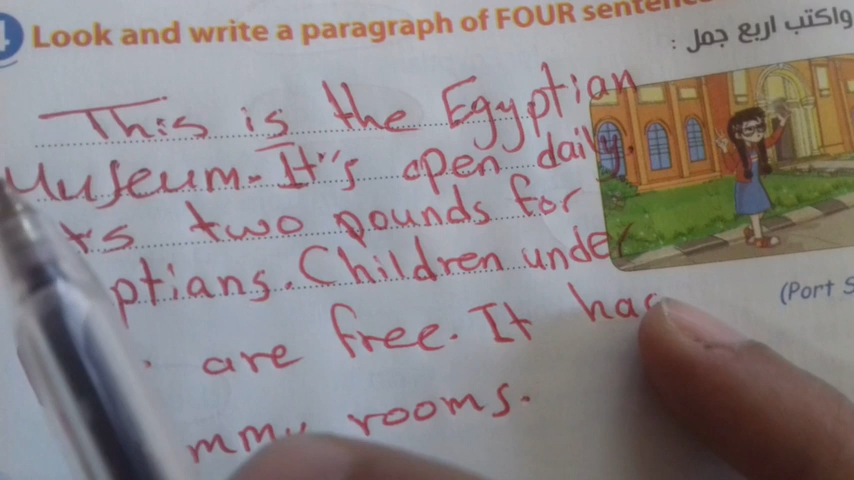 4 Look and write a paragraph of FOUR
واكتب اربع جمل :
This is the Egyptian
Museum. It's open daily.
two pounds for
ptians. Children under
are free. It has
rooms.
(Port S